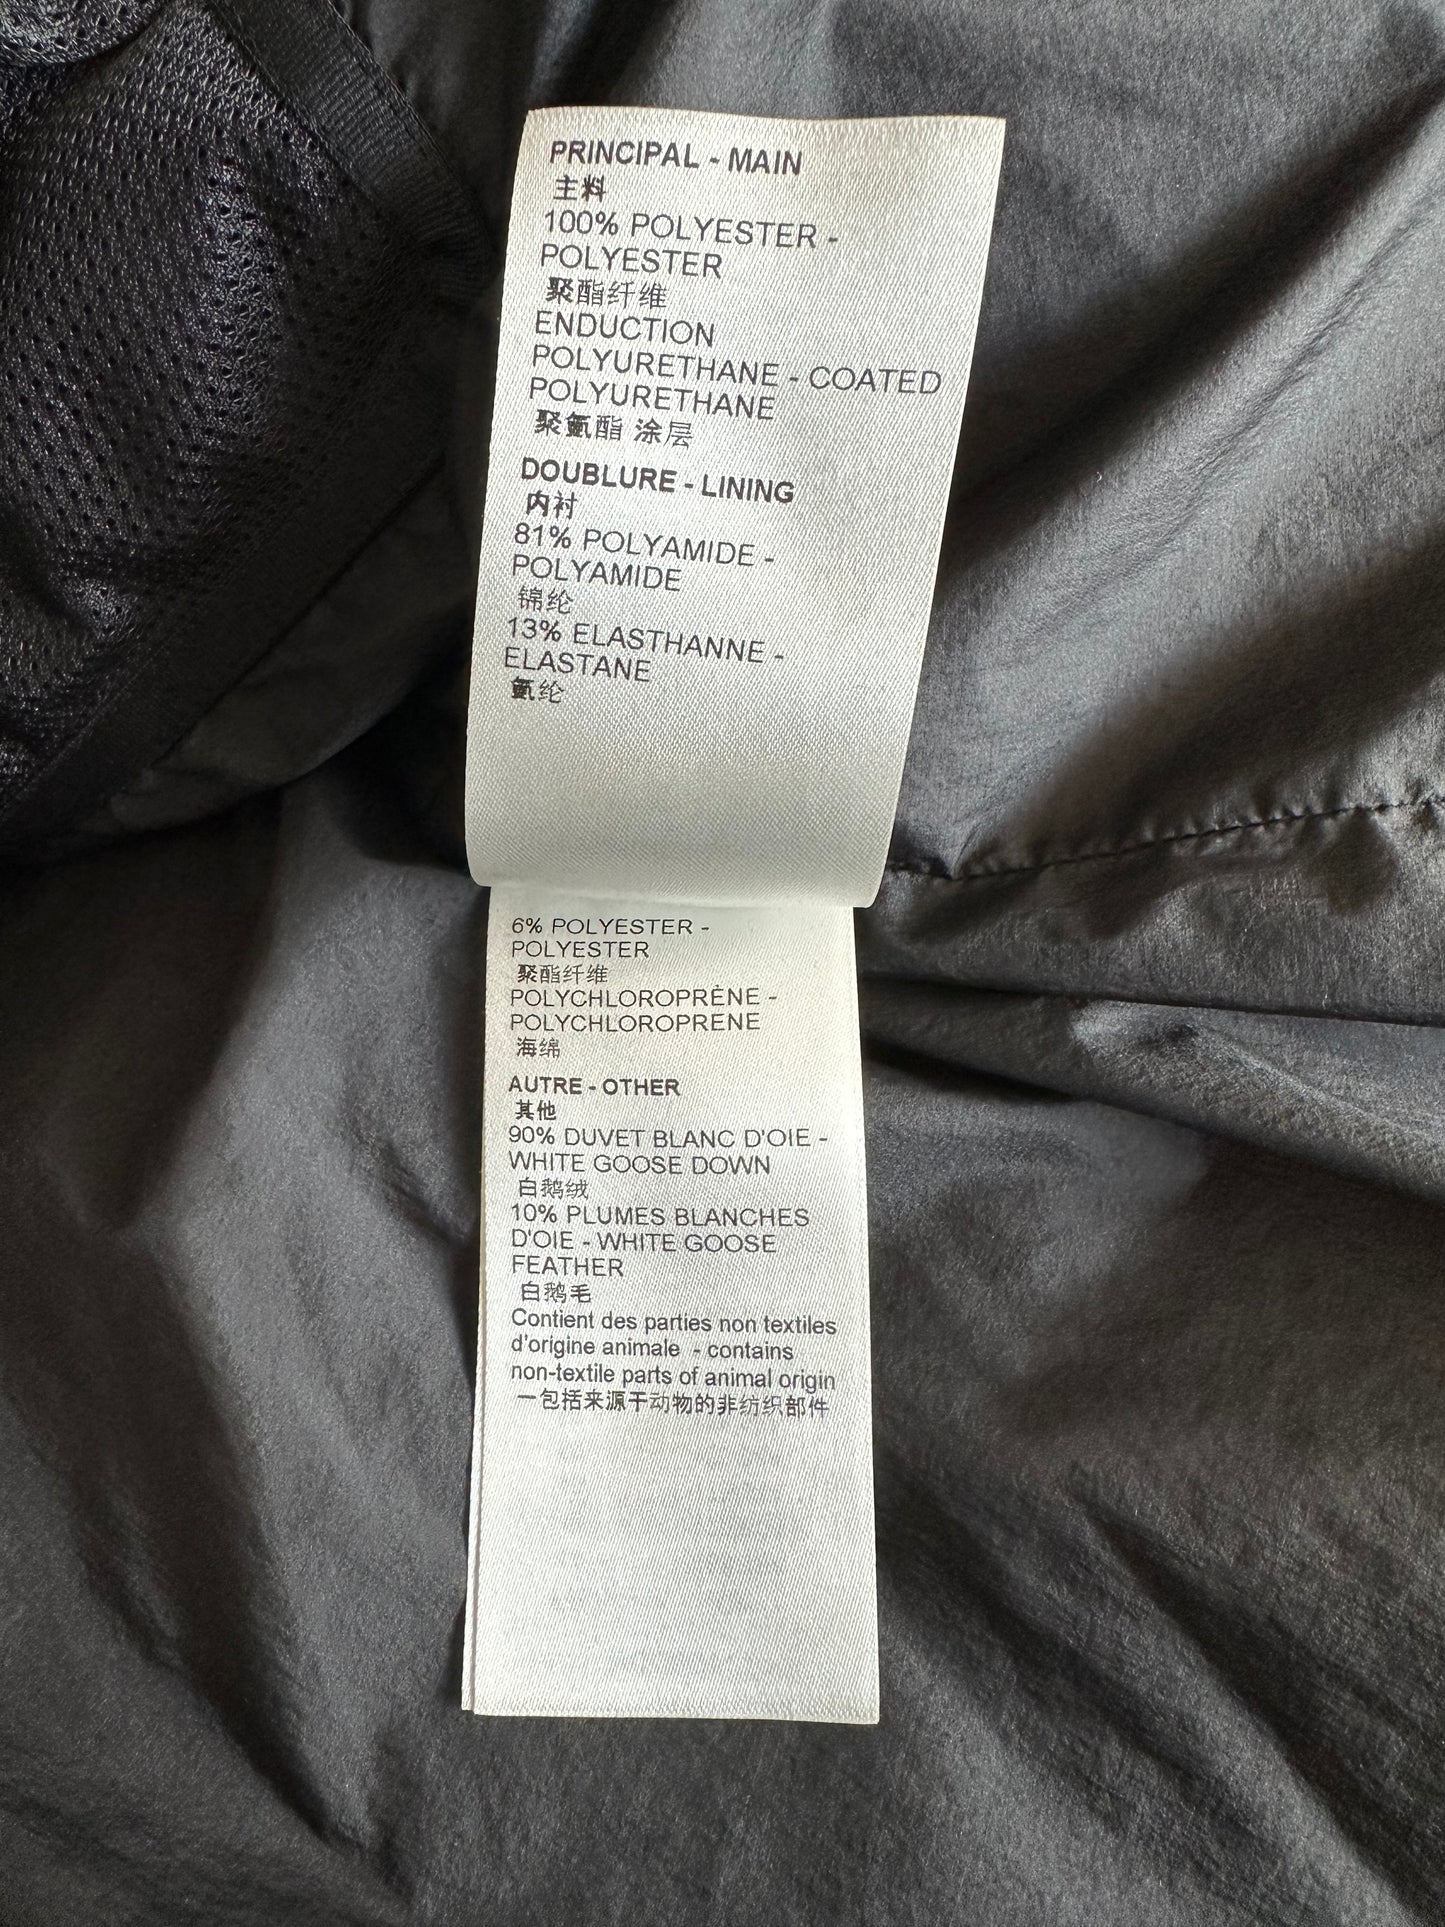 PRINCIPAL - MAIN
主料
100% POLYESTER -
POLYESTER
聚酯纤维
ENDUCTION
POLYURETHANE - COATED
POLYURETHANE
聚氨酯 涂层
DOUBLURE - LINING
内衬
81% POLYAMIDE -
POLYAMIDE
锦纶
13% ELASTHANNE -
ELASTANE
氨纶
6% POLYESTER -
POLYESTER
聚酯纤维
POLYCHLOROPRÈNE -
POLYCHLOROPRENE
海绵
AUTRE - OTHER
其他
90% DUVET BLANC D'OIE -
WHITE GOOSE DOWN
白鹅绒
10% PLUMES BLANCHES
D'OIE - WHITE GOOSE
FEATHER
白鹅毛
Contient des parties non textiles
d'origine animale - contains
non-textile parts of animal origin
一包括来源于动物的非纺织部件